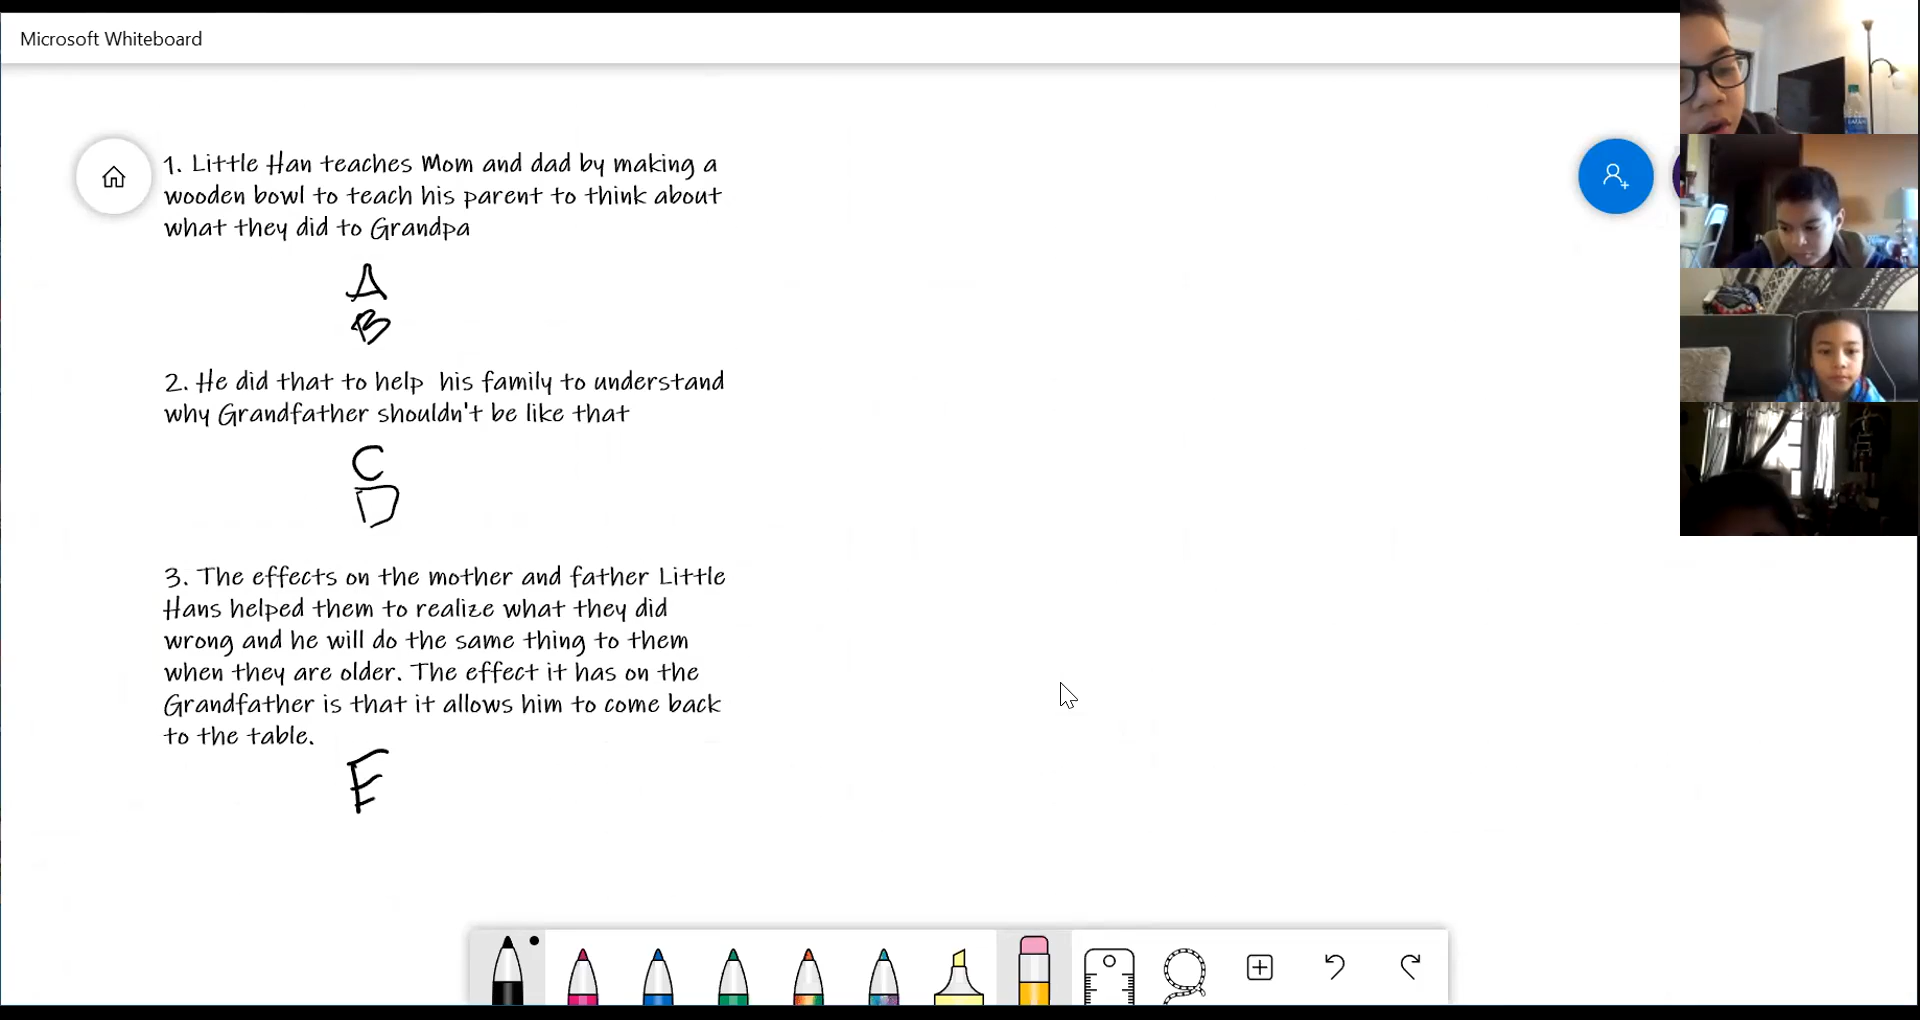 Microsoft Whiteboard
1. Little Han teaches Mom and dad by making a
wooden bowl to teach his parent to think about
what they did to Grandpa
A
B
2. He did that to help his family to understand
why Grandfather shouldn't be like that
C
D
3. The effects on the mother and father Little
Hans helped them to realize what they did
wrong and he will do the same thing to them
when they are older. The effect it has on the
Grandfather is that it allows him to come back
to the table.
E